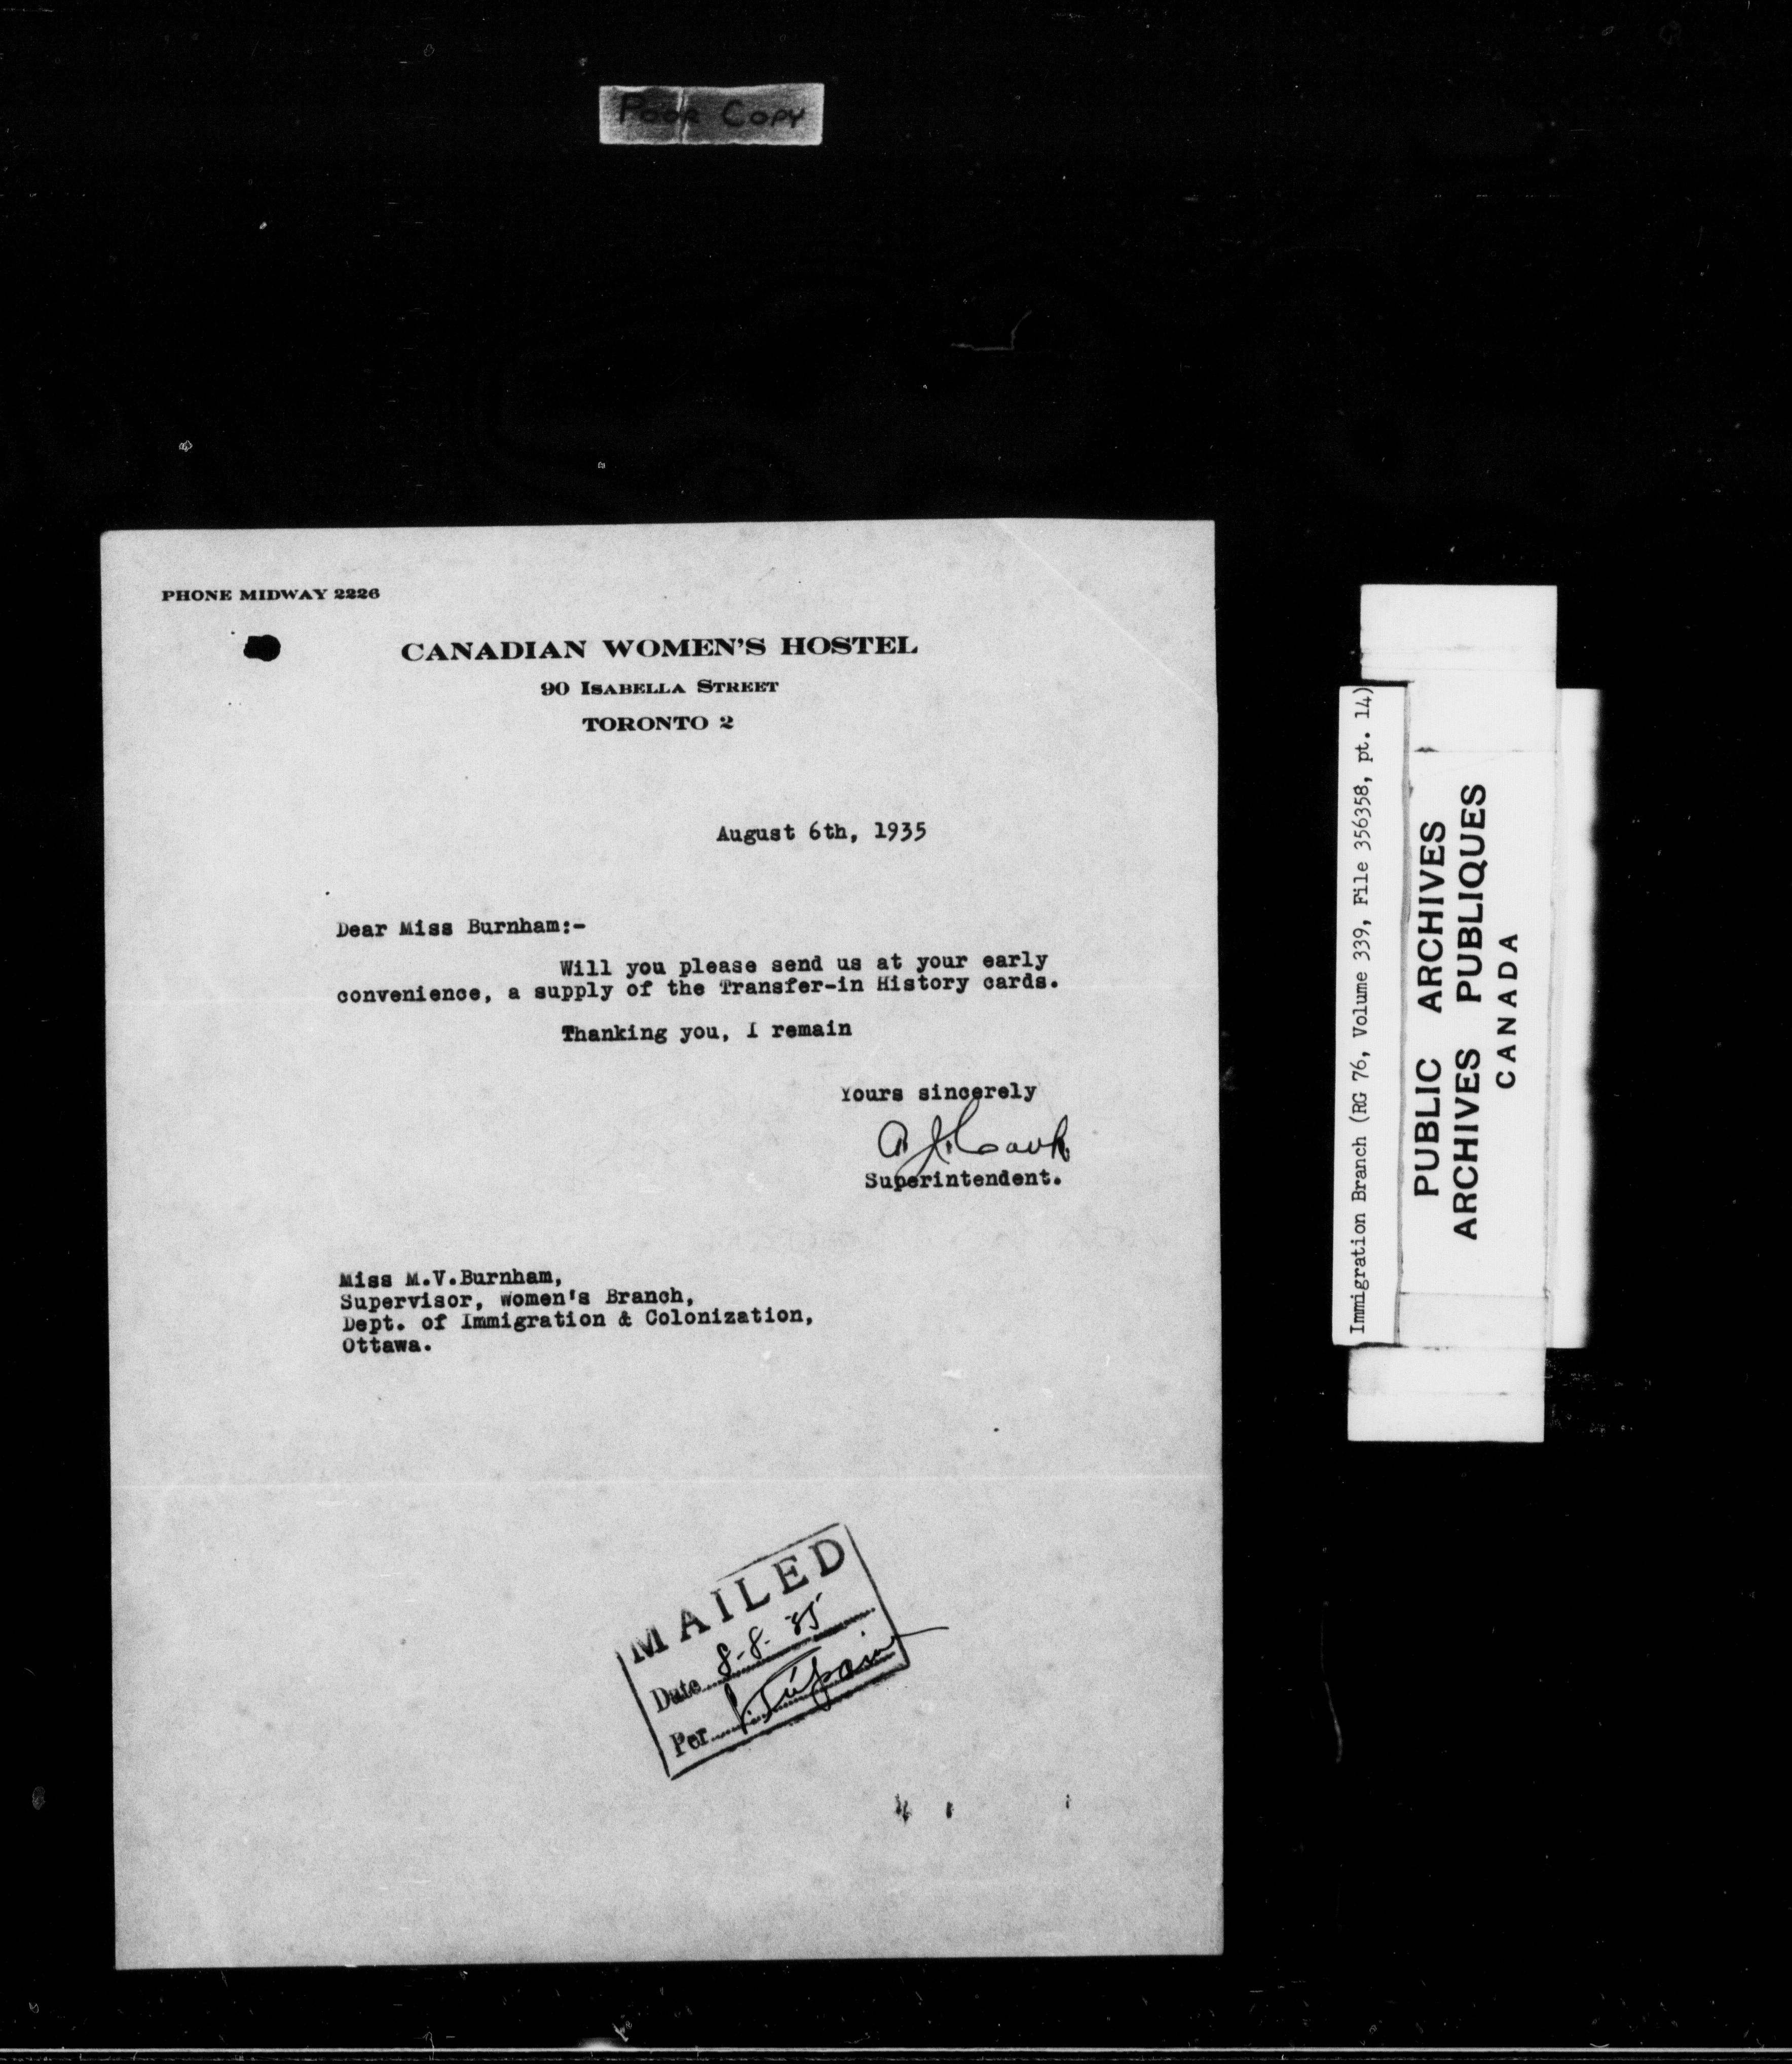 POOR COPY
PHONE MIDWAY 2226
CANADIAN WOMEN'S HOSTEL
90 ISABELLA STREET
TORONTO 2
August 6th, 1935
Dear Miss Burnham:-
Will you please send us at your early
convenience, a supply of the Transfer-in History cards.
Thanking you, I remain
Yours sincerely
Superintendent.
Miss M.V.Burnham,
Supervisor, Women's Branch,
Dept. of Immigration & Colonization,
Ottawa.
MAILED
Date 8-8-35
Per
Immigration Branch (RG 76, Volume 339, File 356358, pt. 14)
PUBLIC ARCHIVES
ARCHIVES PUBLIQUES
CANADA